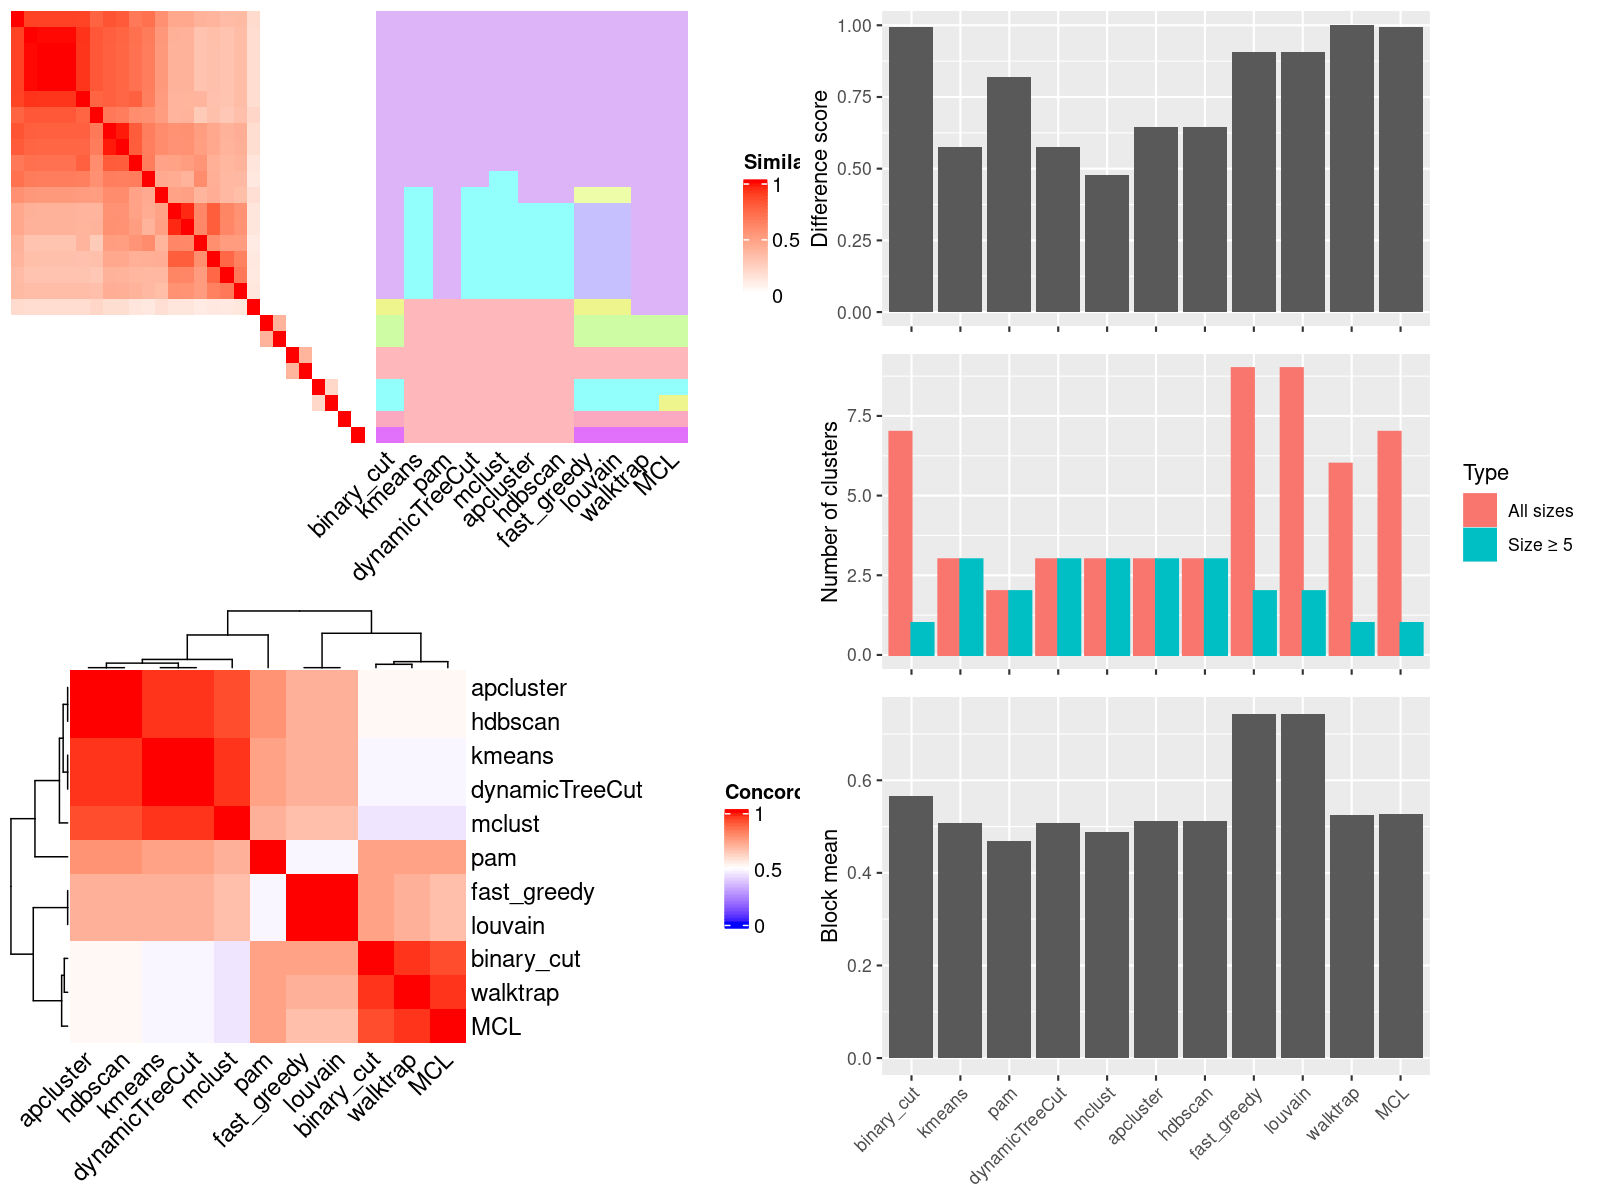 Simila
1
0.5
0
binary_cut
kmeans
pam
dynamicTreeCut
mclust
apcluster
hdbscan
fast_greedy
louvain
walktrap
MCL
apcluster
hdbscan
kmeans
dynamicTreeCut
mclust
pam
fast_greedy
louvain
binary_cut
walktrap
MCL
Concord
1
0.5
0
apcluster
hdbscan
kmeans
dynamicTreeCut
mclust
pam
fast_greedy
louvain
binary_cut
walktrap
MCL
Difference score
1.00
0.75
0.50
0.25
0.00
Number of clusters
7.5
5.0
2.5
0.0
Type
All sizes
Size ≥ 5
Block mean
0.6
0.4
0.2
0.0
binary_cut
kmeans
pam
dynamicTreeCut
mclust
apcluster
hdbscan
fast_greedy
louvain
walktrap
MCL